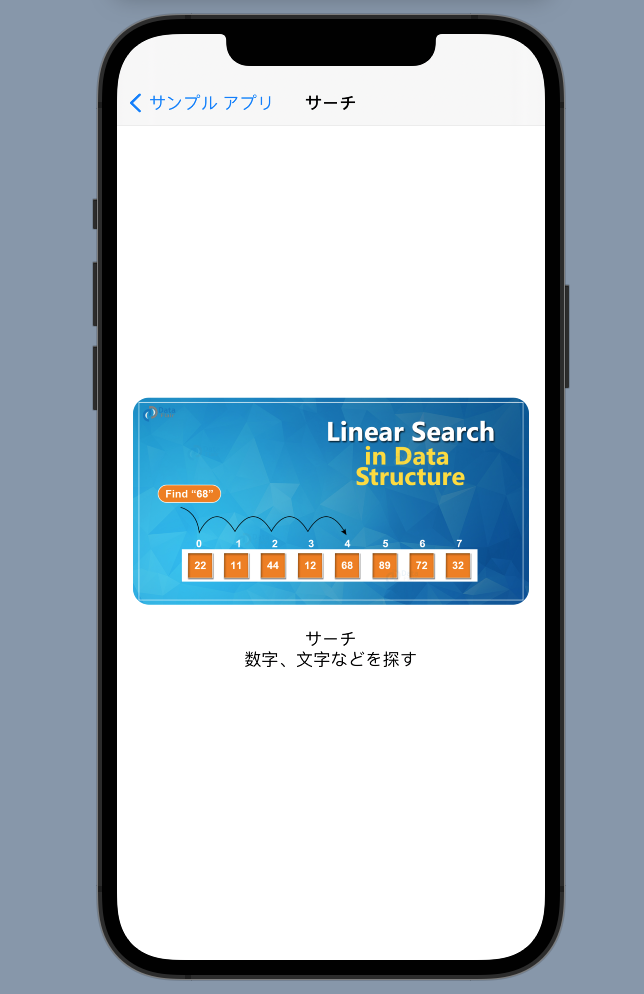 サンプル アプリ サーチ
Data
Linear Search
in Data
Structure
Find “68”
0 1 2 3 4 5 6 7
22 11 44 12 68 89 72 32
サーチ
数字、文字などを探す